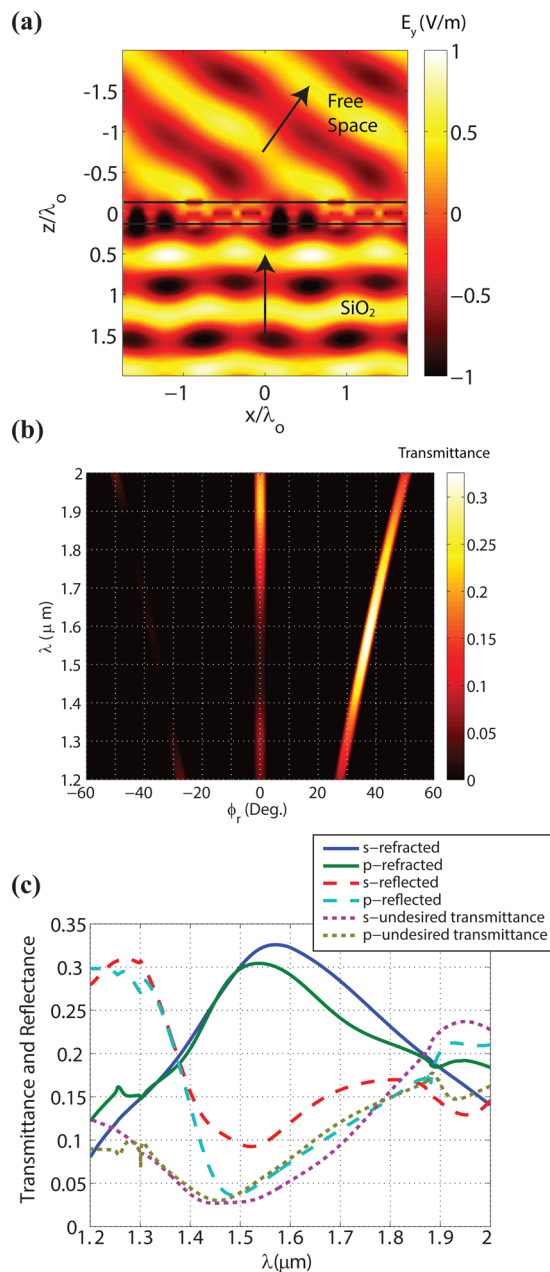 (a)
E_y (V/m)
Free
Space
SiO₂
z/λ_o
-1.5
-1
-0.5
0
0.5
1
1.5
−1
0
1
x/λ_o
1
0.5
0
−0.5
−1
(b)
Transmittance
λ (μ m)
2
1.9
1.8
1.7
1.6
1.5
1.4
1.3
1.2
−60
−40
−20
0
20
40
60
ϕ_r (Deg.)
0.3
0.25
0.2
0.15
0.1
0.05
0
(c)
s−refracted
p−refracted
s−reflected
p−reflected
s−undesired transmittance
p−undesired transmittance
Transmittance and Reflectance
0.35
0.3
0.25
0.2
0.15
0.1
0.05
0
1.2
1.3
1.4
1.5
1.6
1.7
1.8
1.9
2
λ(μm)